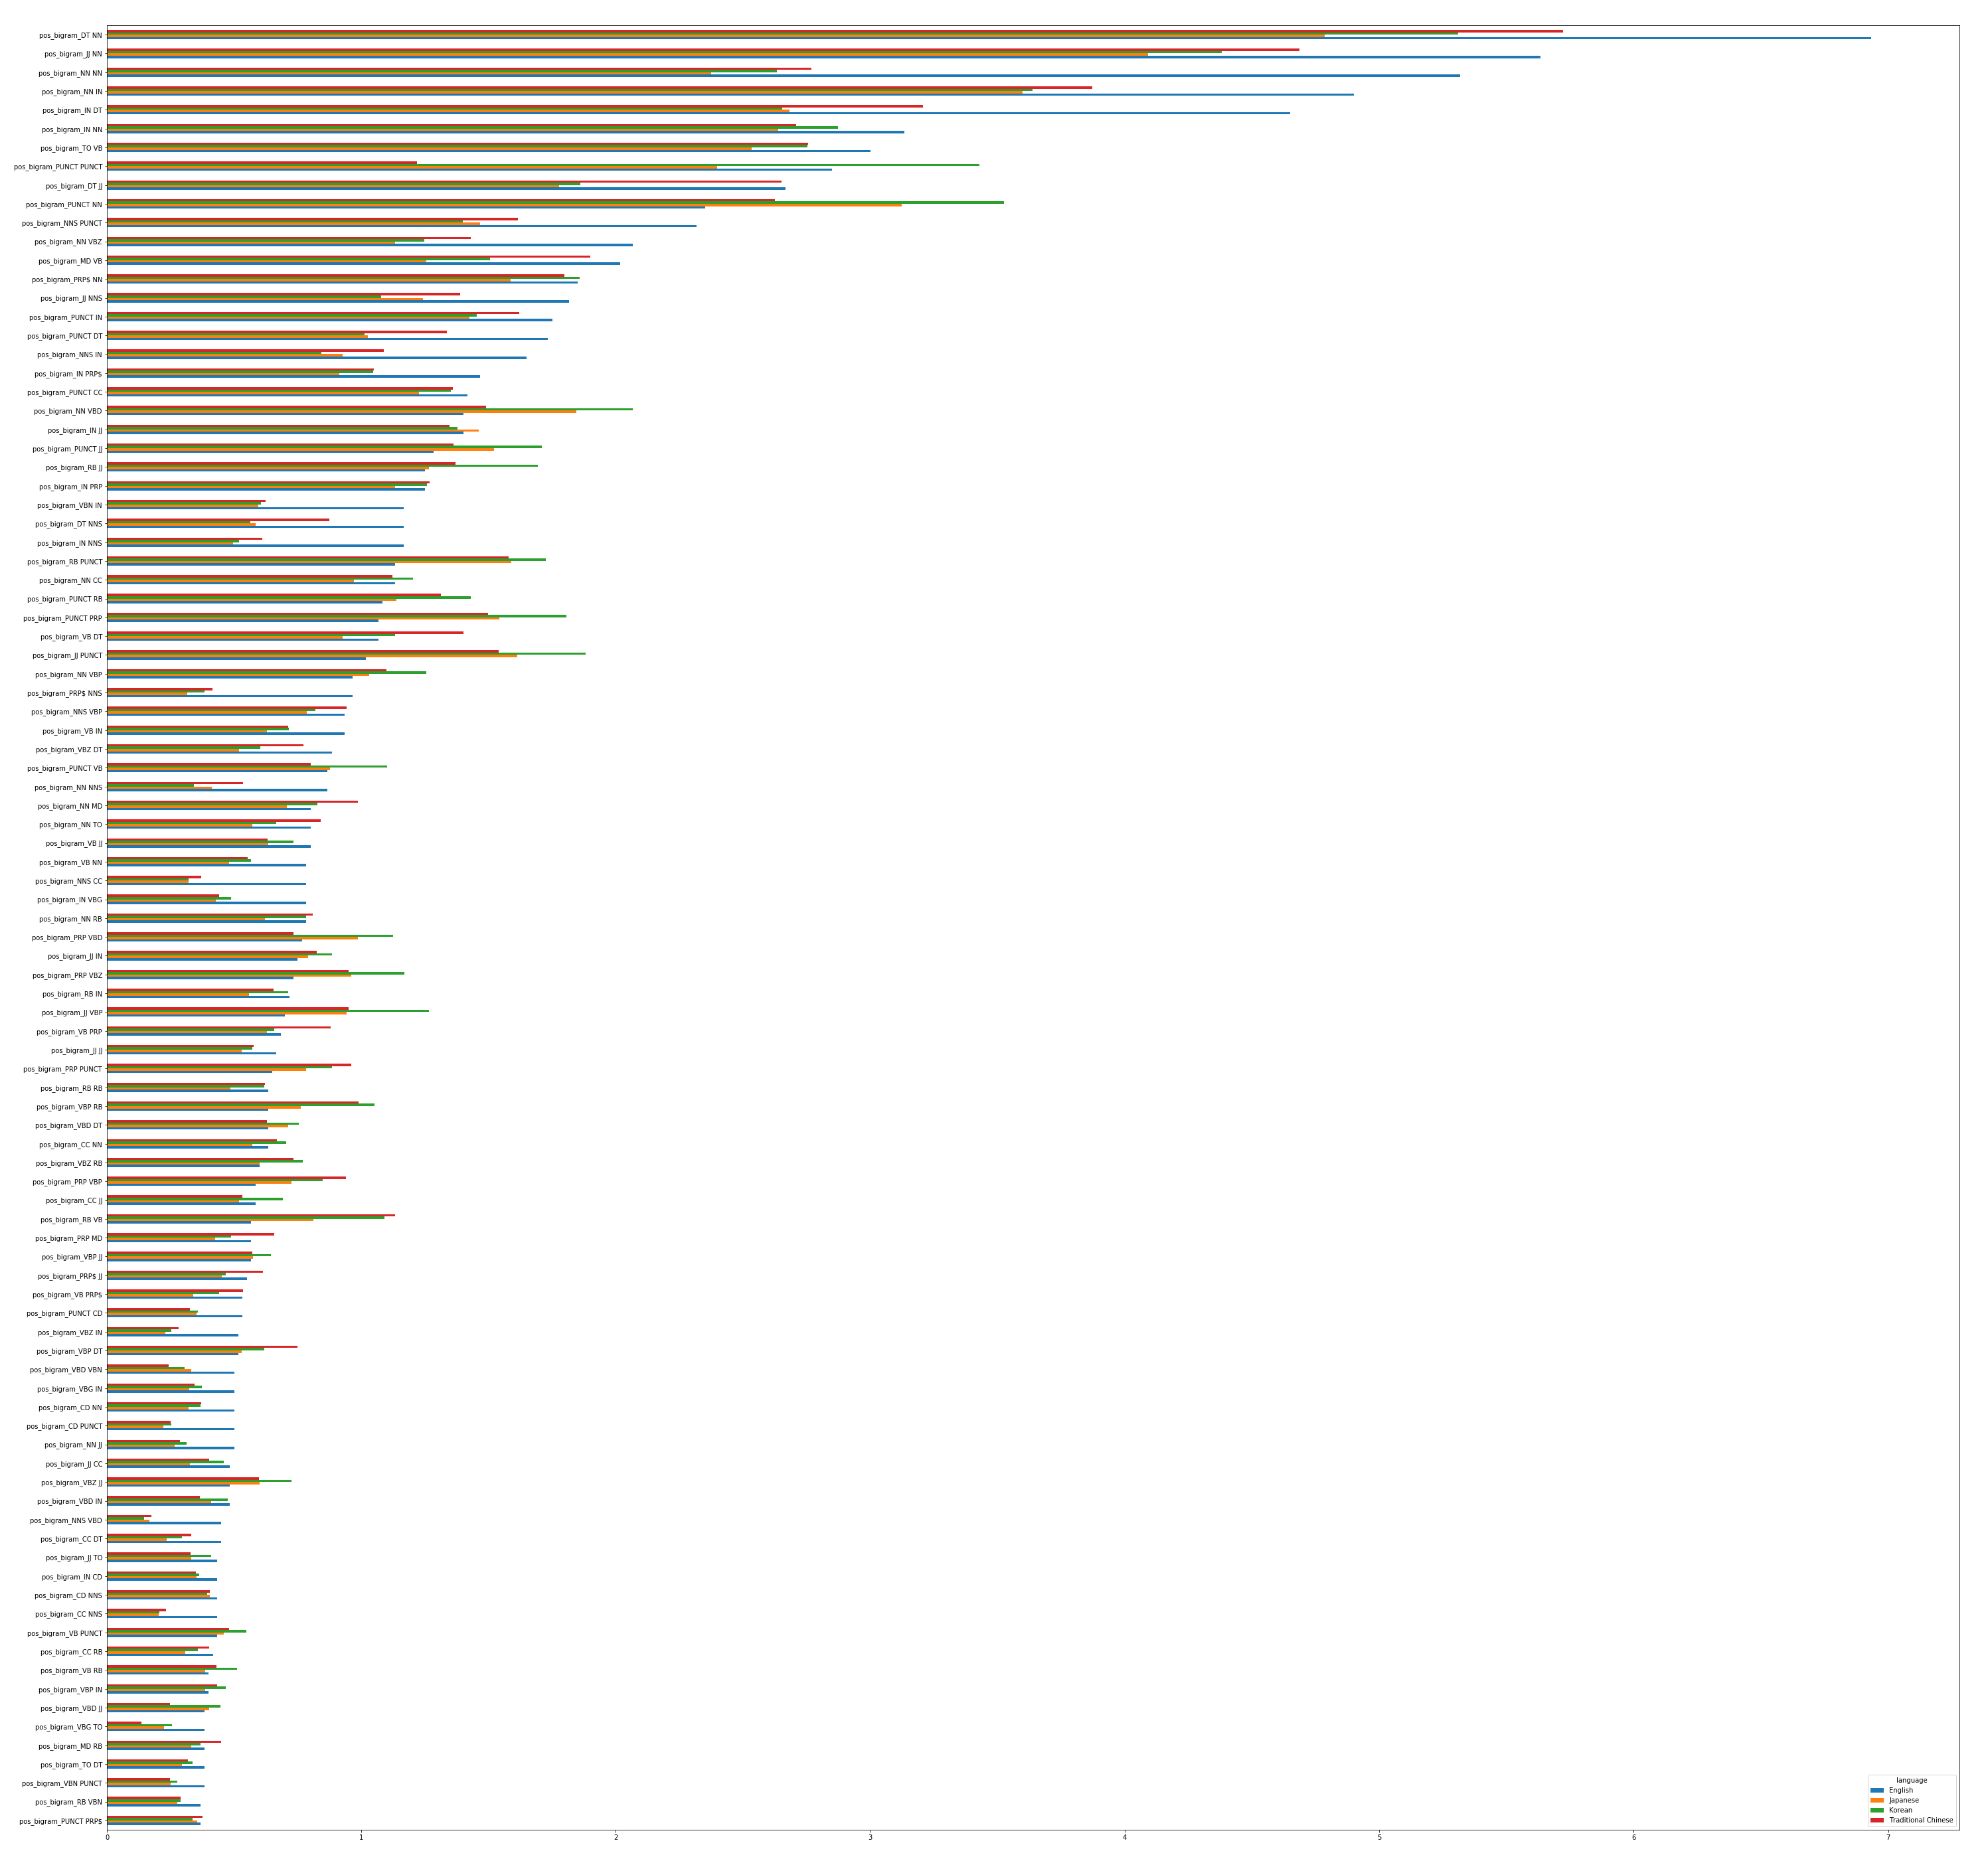 pos_bigram_DT NN
pos_bigram_JJ NN
pos_bigram_NN NN
pos_bigram_NN IN
pos_bigram_IN DT
pos_bigram_IN NN
pos_bigram_TO VB
pos_bigram_PUNCT PUNCT
pos_bigram_DT JJ
pos_bigram_PUNCT NN
pos_bigram_NNS PUNCT
pos_bigram_NN VBZ
pos_bigram_MD VB
pos_bigram_PRP$ NN
pos_bigram_JJ NNS
pos_bigram_PUNCT IN
pos_bigram_PUNCT DT
pos_bigram_NNS IN
pos_bigram_IN PRP$
pos_bigram_PUNCT CC
pos_bigram_NN VBD
pos_bigram_IN JJ
pos_bigram_PUNCT JJ
pos_bigram_RB JJ
pos_bigram_IN PRP
pos_bigram_VBN IN
pos_bigram_DT NNS
pos_bigram_IN NNS
pos_bigram_RB PUNCT
pos_bigram_NN CC
pos_bigram_PUNCT RB
pos_bigram_PUNCT PRP
pos_bigram_VB DT
pos_bigram_JJ PUNCT
pos_bigram_NN VBP
pos_bigram_PRP$ NNS
pos_bigram_NNS VBP
pos_bigram_VB IN
pos_bigram_VBZ DT
pos_bigram_PUNCT VB
pos_bigram_NN NNS
pos_bigram_NN MD
pos_bigram_NN TO
pos_bigram_VB JJ
pos_bigram_VB NN
pos_bigram_NNS CC
pos_bigram_IN VBG
pos_bigram_NN RB
pos_bigram_PRP VBD
pos_bigram_JJ IN
pos_bigram_PRP VBZ
pos_bigram_RB IN
pos_bigram_JJ VBP
pos_bigram_VB PRP
pos_bigram_JJ JJ
pos_bigram_PRP PUNCT
pos_bigram_RB RB
pos_bigram_VBP RB
pos_bigram_VBD DT
pos_bigram_CC NN
pos_bigram_VBZ RB
pos_bigram_PRP VBP
pos_bigram_CC JJ
pos_bigram_RB VB
pos_bigram_PRP MD
pos_bigram_VBP JJ
pos_bigram_PRP$ JJ
pos_bigram_VB PRP$
pos_bigram_PUNCT CD
pos_bigram_VBZ IN
pos_bigram_VBP DT
pos_bigram_VBD VBN
pos_bigram_VBG IN
pos_bigram_CD NN
pos_bigram_CD PUNCT
pos_bigram_NN JJ
pos_bigram_JJ CC
pos_bigram_VBZ JJ
pos_bigram_VBD IN
pos_bigram_NNS VBD
pos_bigram_CC DT
pos_bigram_JJ TO
pos_bigram_IN CD
pos_bigram_CD NNS
pos_bigram_CC NNS
pos_bigram_VB PUNCT
pos_bigram_CC RB
pos_bigram_VB RB
pos_bigram_VBP IN
pos_bigram_VBD JJ
pos_bigram_VBG TO
pos_bigram_MD RB
pos_bigram_TO DT
pos_bigram_VBN PUNCT
pos_bigram_RB VBN
pos_bigram_PUNCT PRP$
0 1 2 3 4 5 6 7
language
English
Japanese
Korean
Traditional Chinese